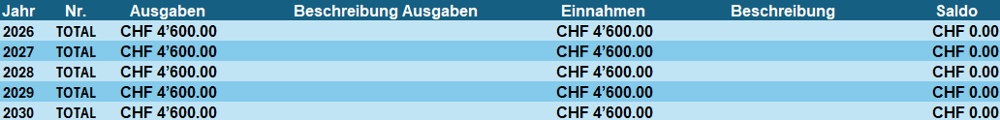 Jahr Nr. Ausgaben Beschreibung Ausgaben Einnahmen Beschreibung Saldo
2026 TOTAL CHF 4’600.00 CHF 4’600.00 CHF 0.00
2027 TOTAL CHF 4’600.00 CHF 4’600.00 CHF 0.00
2028 TOTAL CHF 4’600.00 CHF 4’600.00 CHF 0.00
2029 TOTAL CHF 4’600.00 CHF 4’600.00 CHF 0.00
2030 TOTAL CHF 4’600.00 CHF 4’600.00 CHF 0.00